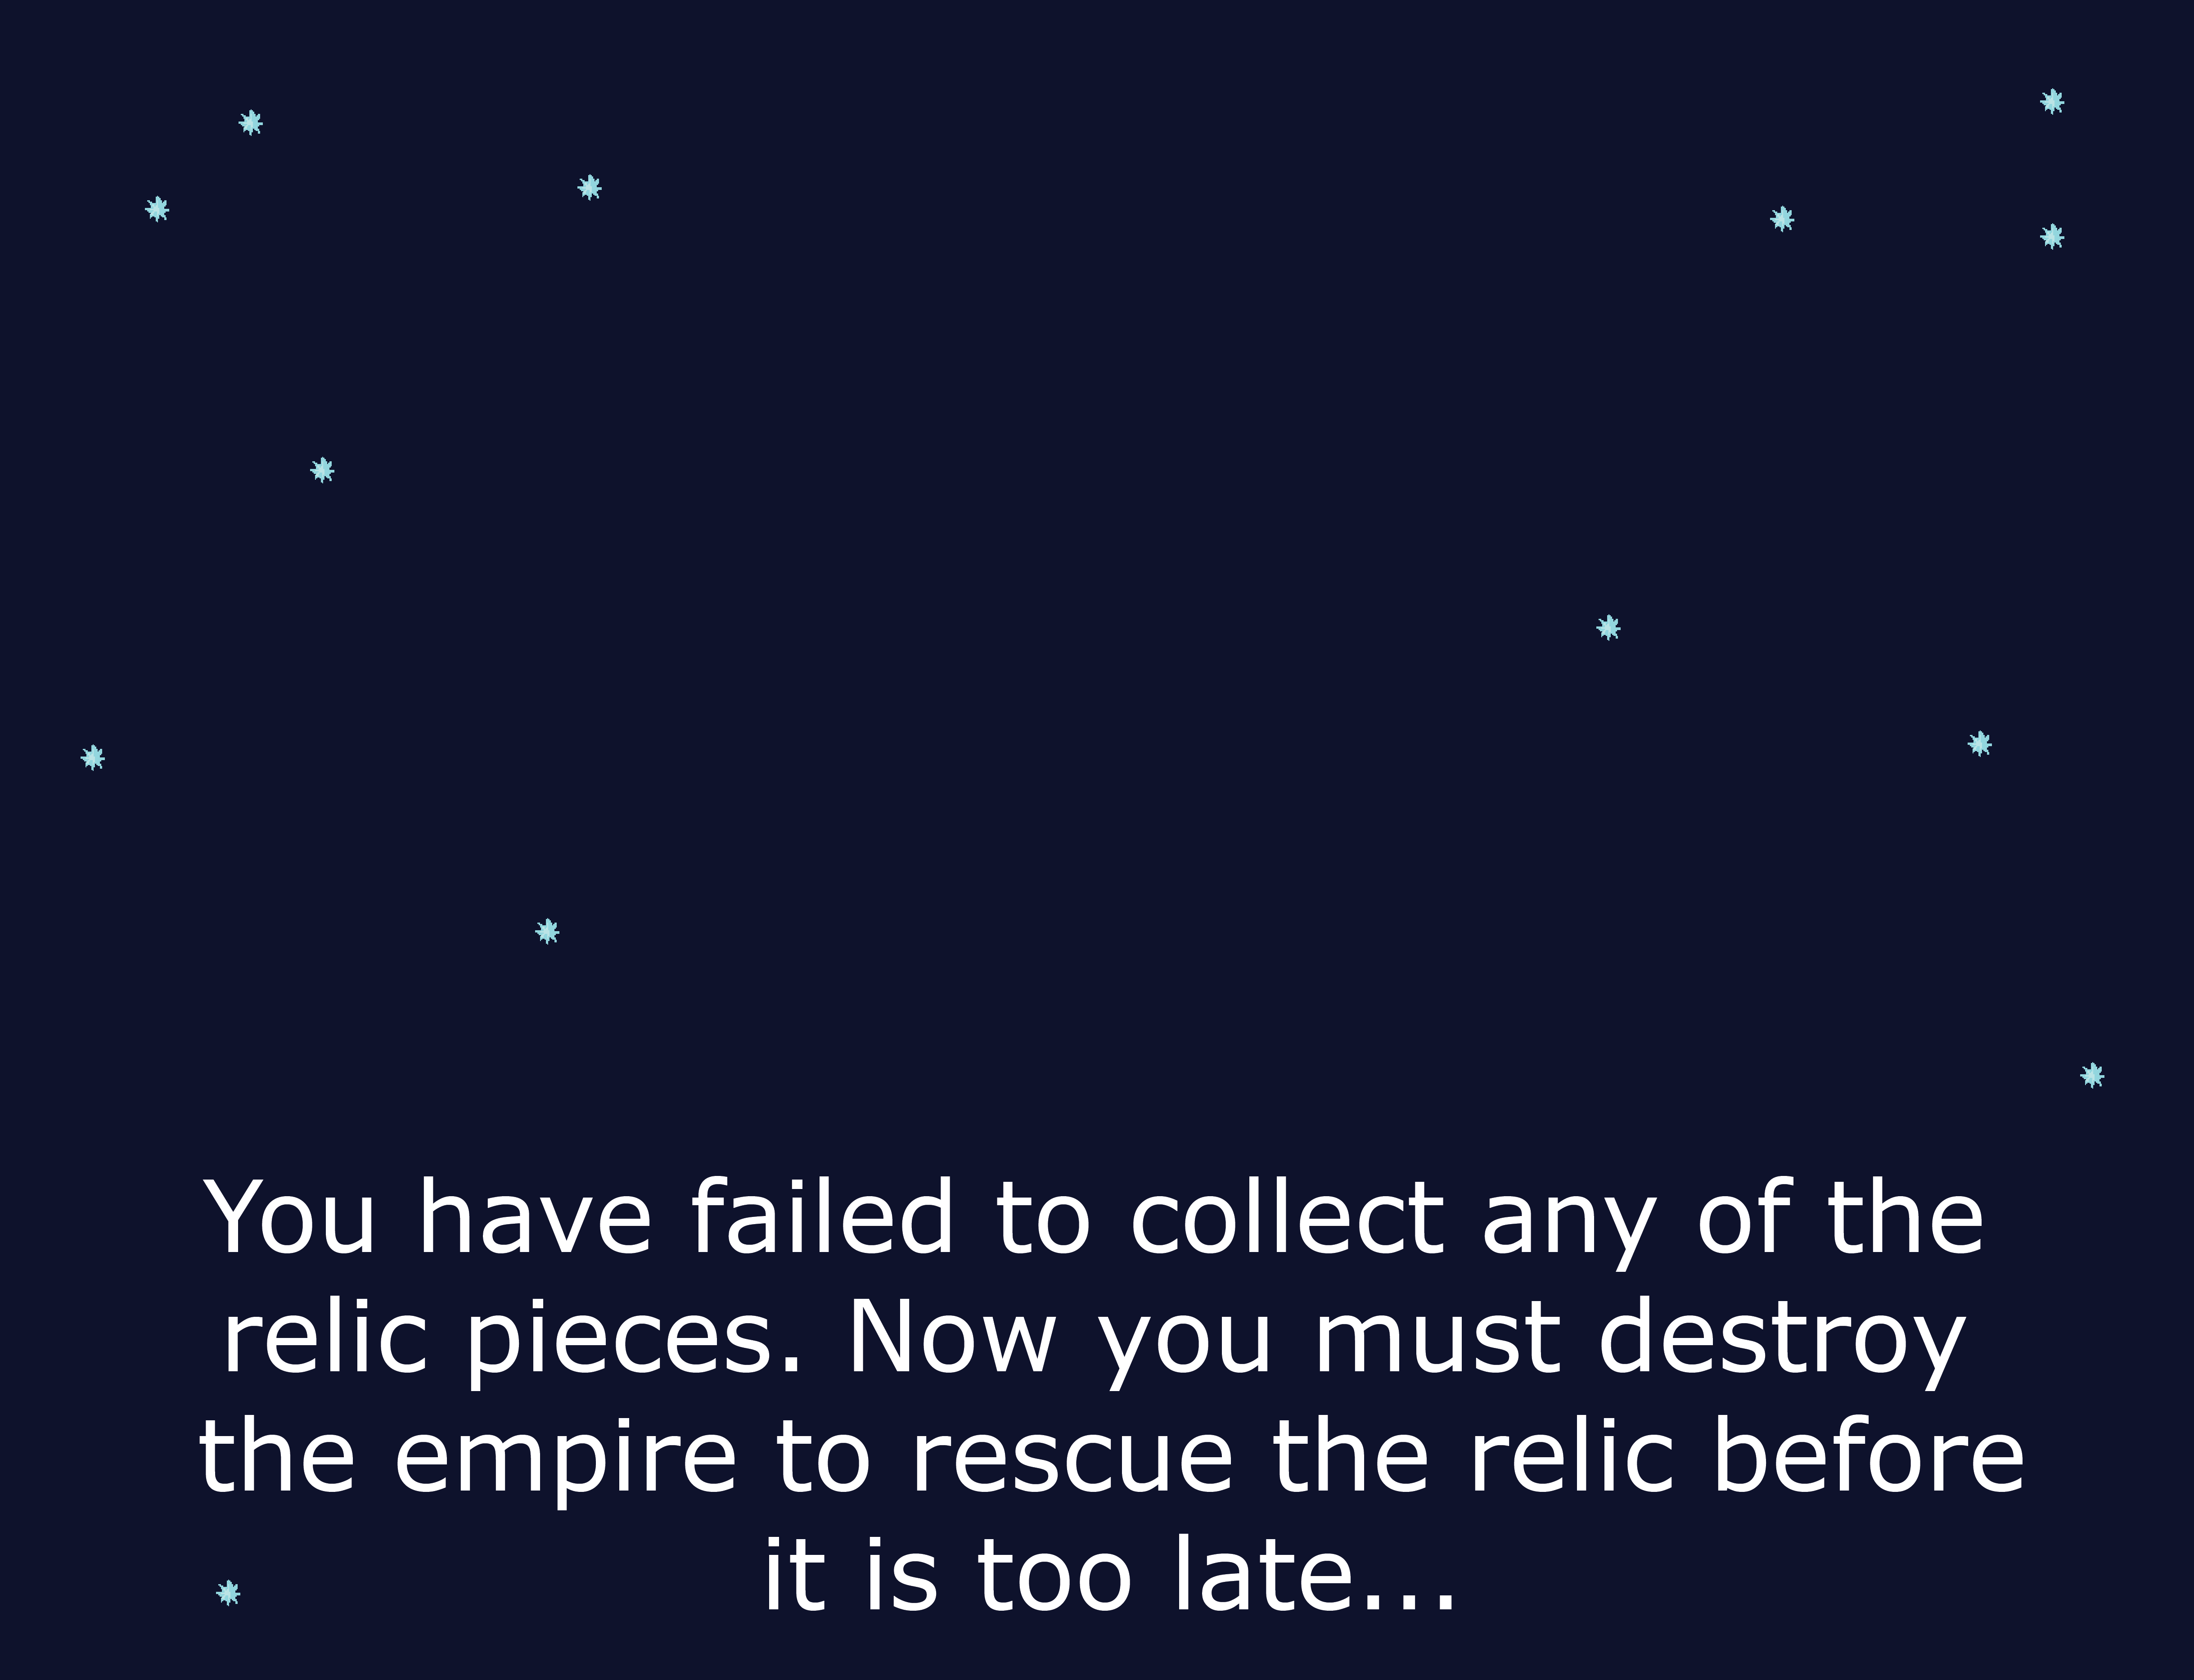 You have failed to collect any of the
relic pieces. Now you must destroy
the empire to rescue the relic before
it is too late...